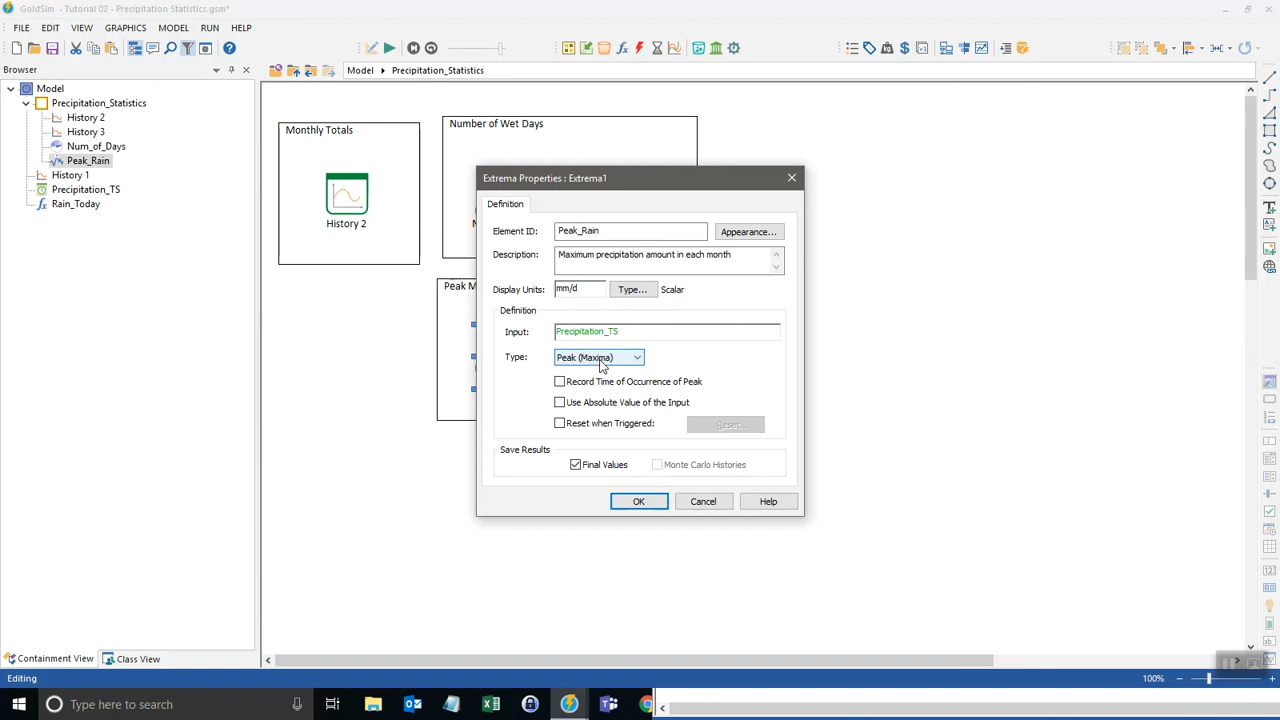 GoldSim - Tutorial 02 - Precipitation Statistics.gsm*
FILE EDIT VIEW GRAPHICS MODEL RUN HELP
Browser
Model Precipitation_Statistics
Model
Precipitation_Statistics
History 2
History 3
Num_of_Days
Peak_Rain
History 1
Precipitation_TS
Rain_Today
Monthly Totals
History 2
Number of Wet Days
Peak M
Extrema Properties : Extrema1
Definition
Element ID: Peak_Rain Appearance...
Description: Maximum precipitation amount in each month
Display Units: mm/d Type... Scalar
Definition
Input: Precipitation_TS
Type: Peak (Maxima)
Record Time of Occurrence of Peak
Use Absolute Value of the Input
Reset when Triggered: Reset...
Save Results
Final Values Monte Carlo Histories
OK Cancel Help
Containment View Class View
Editing 100%
Type here to search